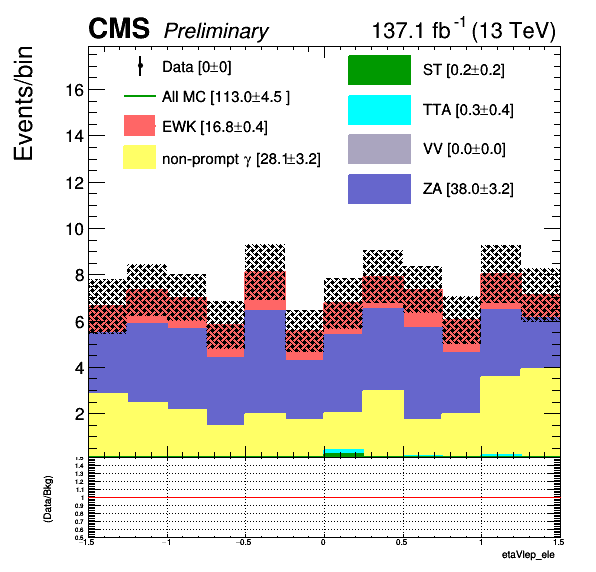 CMS Preliminary 137.1 fb⁻¹ (13 TeV)
Events/bin
Data [0±0]
All MC [113.0±4.5 ]
EWK [16.8±0.4]
non-prompt γ [28.1±3.2]
ST [0.2±0.2]
TTA [0.3±0.4]
VV [0.0±0.0]
ZA [38.0±3.2]
16
14
12
10
8
6
4
2
(Data/Bkg)
1.5
1.4
1.3
1.2
1.1
1
0.9
0.8
0.7
0.6
0.5
−1.5 −1 −0.5 0 0.5 1 1.5
etaVlep_ele